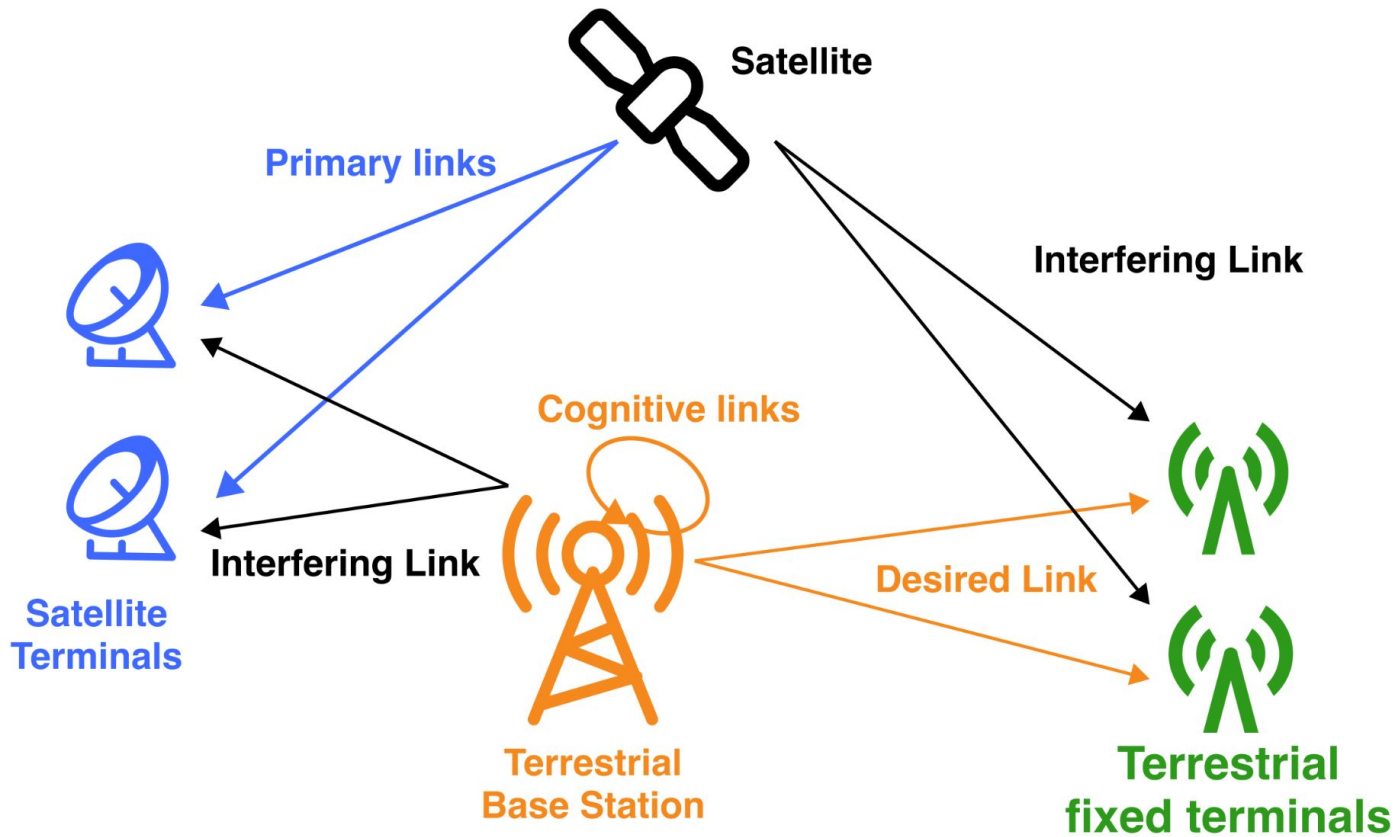 Satellite
Primary links
Interfering Link
Cognitive links
Interfering Link
Desired Link
Satellite
Terminals
Terrestrial
Base Station
Terrestrial
fixed terminals